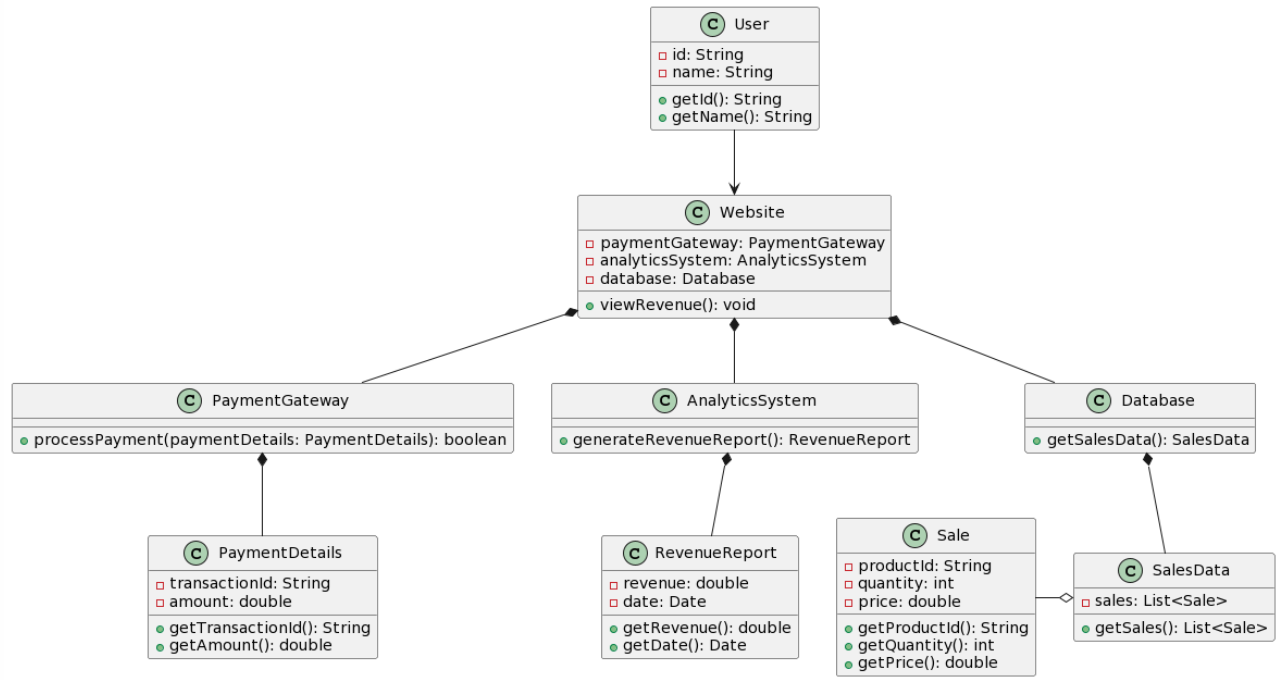 C User
id: String
name: String
getId(): String
getName(): String
C Website
paymentGateway: PaymentGateway
analyticsSystem: AnalyticsSystem
database: Database
viewRevenue(): void
C PaymentGateway
processPayment(paymentDetails: PaymentDetails): boolean
C AnalyticsSystem
generateRevenueReport(): RevenueReport
C Database
getSalesData(): SalesData
C PaymentDetails
transactionId: String
amount: double
getTransactionId(): String
getAmount(): double
C RevenueReport
revenue: double
date: Date
getRevenue(): double
getDate(): Date
C Sale
productId: String
quantity: int
price: double
getProductId(): String
getQuantity(): int
getPrice(): double
C SalesData
sales: List<Sale>
getSales(): List<Sale>